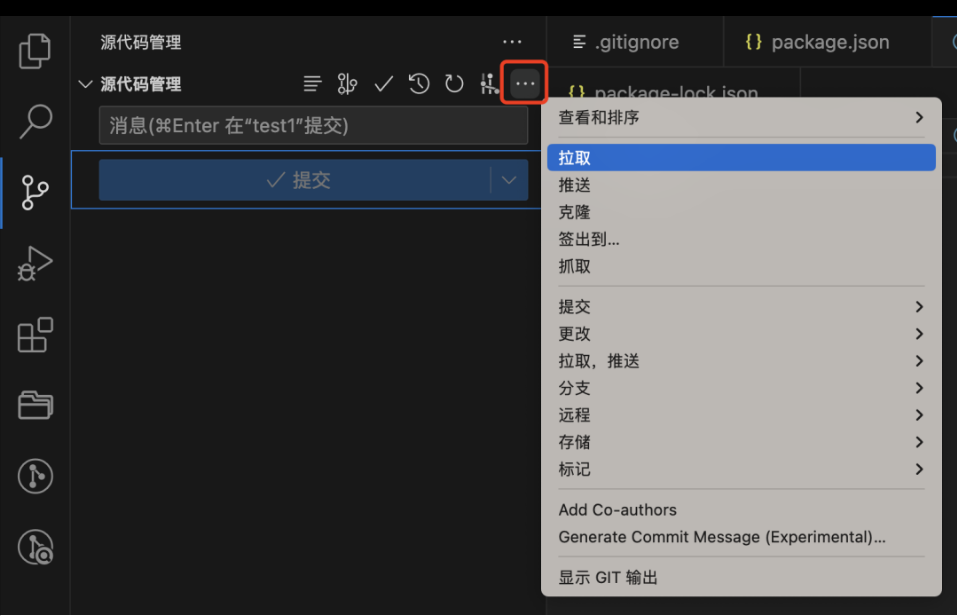 源代码管理
源代码管理
消息(⌘Enter 在“test1”提交)
提交
.gitignore
package.json
package-lock.json
查看和排序
拉取
推送
克隆
签出到...
抓取
提交
更改
拉取，推送
分支
远程
存储
标记
Add Co-authors
Generate Commit Message (Experimental)...
显示 GIT 输出